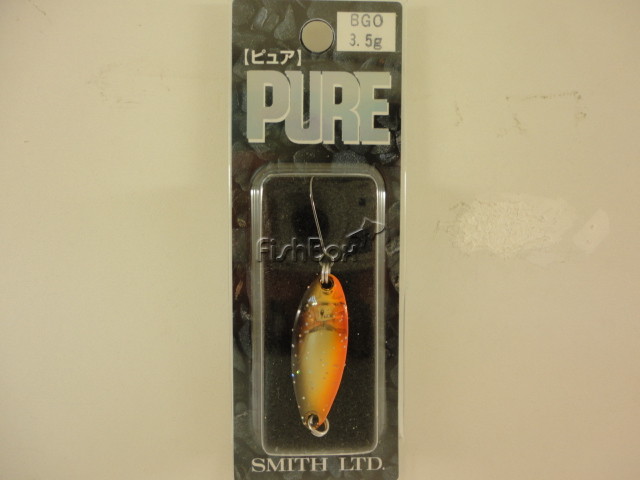 BGO
3.5g
【ピュア】
PURE
FishBox
SMITH LTD.